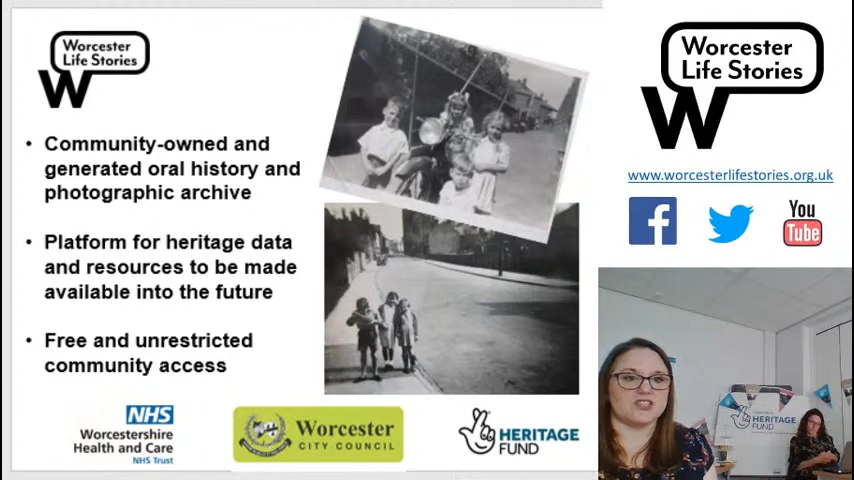 Worcester
Life Stories
W
• Community-owned and
generated oral history and
photographic archive
• Platform for heritage data
and resources to be made
available into the future
• Free and unrestricted
community access
NHS
Worcestershire
Health and Care
NHS Trust
Worcester
CITY COUNCIL
HERITAGE
FUND
Worcester
Life Stories
W
www.worcesterlifestories.org.uk
f
You
Tube
HERITAGE
FUND